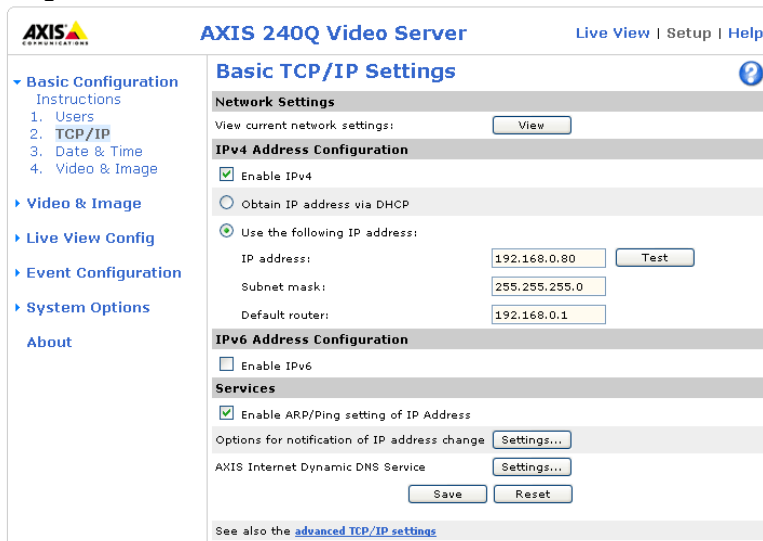 AXIS
COMMUNICATIONS
AXIS 240Q Video Server
Live View | Setup | Help
Basic Configuration
Instructions
1. Users
2. TCP/IP
3. Date & Time
4. Video & Image
Video & Image
Live View Config
Event Configuration
System Options
About
Basic TCP/IP Settings
?
Network Settings
View current network settings: View
IPv4 Address Configuration
Enable IPv4
Obtain IP address via DHCP
Use the following IP address:
IP address: 192.168.0.80 Test
Subnet mask: 255.255.255.0
Default router: 192.168.0.1
IPv6 Address Configuration
Enable IPv6
Services
Enable ARP/Ping setting of IP Address
Options for notification of IP address change Settings...
AXIS Internet Dynamic DNS Service Settings...
Save Reset
See also the advanced TCP/IP settings